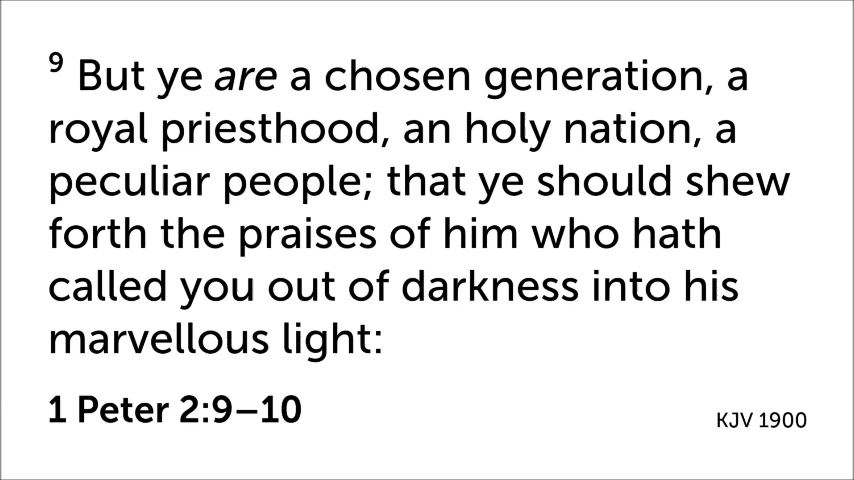 9 But ye are a chosen generation, a
royal priesthood, an holy nation, a
peculiar people; that ye should shew
forth the praises of him who hath
called you out of darkness into his
marvellous light:
1 Peter 2:9–10
KJV 1900